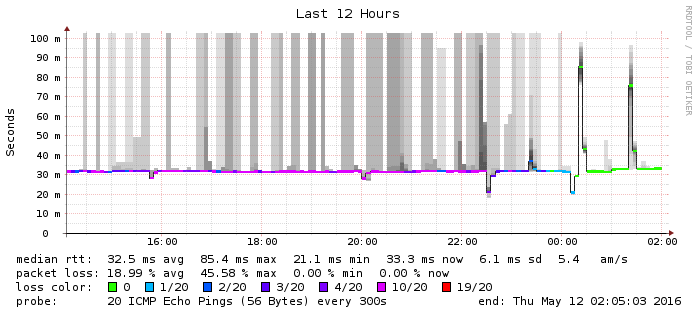 Last 12 Hours
RRDTOOL / TOBI OETIKER
Seconds
100 m
90 m
80 m
70 m
60 m
50 m
40 m
30 m
20 m
10 m
0
16:00 18:00 20:00 22:00 00:00 02:00
median rtt: 32.5 ms avg 85.4 ms max 21.1 ms min 33.3 ms now 6.1 ms sd 5.4 am/s
packet loss: 18.99 % avg 45.58 % max 0.00 % min 0.00 % now
loss color: 0 1/20 2/20 3/20 4/20 10/20 19/20
probe: 20 ICMP Echo Pings (56 Bytes) every 300s end: Thu May 12 02:05:03 2016